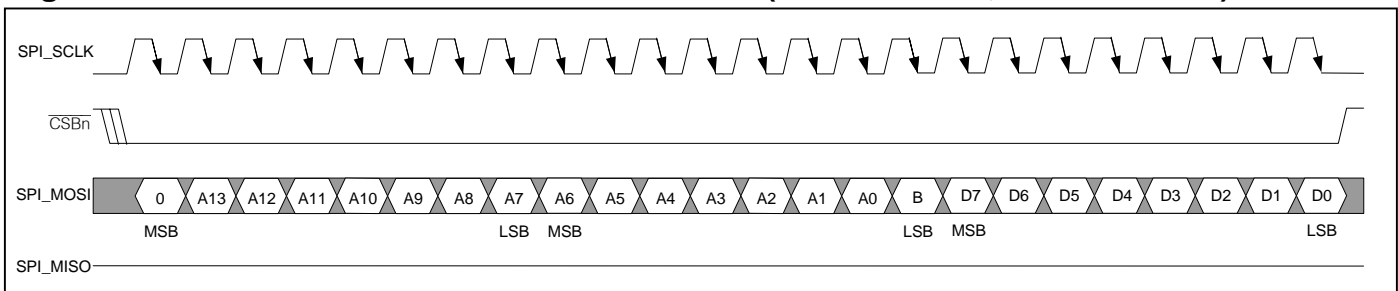 SPI_SCLK
CSBn
SPI_MOSI 0 A13 A12 A11 A10 A9 A8 A7 A6 A5 A4 A3 A2 A1 A0 B D7 D6 D5 D4 D3 D2 D1 D0
MSB LSB MSB LSB MSB LSB
SPI_MISO